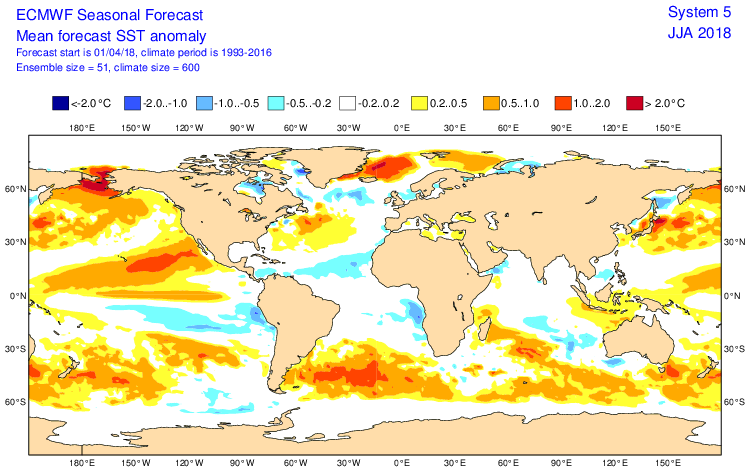 ECMWF Seasonal Forecast
System 5
Mean forecast SST anomaly
JJA 2018
Forecast start is 01/04/18, climate period is 1993-2016
Ensemble size = 51, climate size = 600
<-2.0°C -2.0..-1.0 -1.0..-0.5 -0.5..-0.2 -0.2..0.2 0.2..0.5 0.5..1.0 1.0..2.0 > 2.0°C
180°E 150°W 120°W 90°W 60°W 30°W 0°E 30°E 60°E 90°E 120°E 150°E
60°N 60°N
30°N 30°N
0°N 0°N
30°S 30°S
60°S 60°S
180°E 150°W 120°W 90°W 60°W 30°W 0°E 30°E 60°E 90°E 120°E 150°E